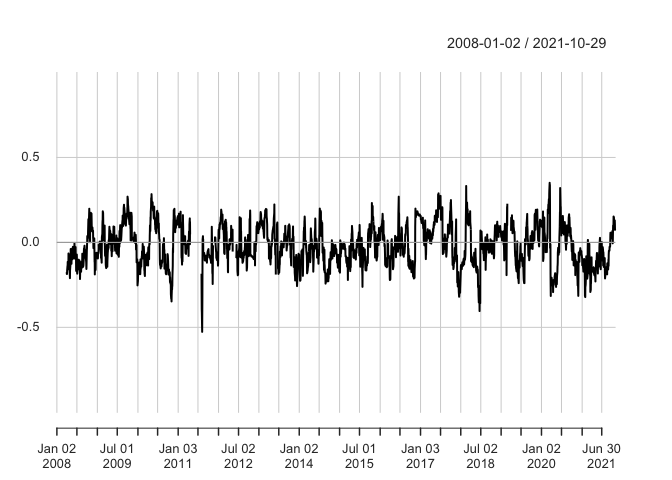 2008-01-02 / 2021-10-29
0.5
0.0
-0.5
Jan 02 2008
Jul 01 2009
Jan 03 2011
Jul 02 2012
Jan 02 2014
Jul 01 2015
Jan 03 2017
Jul 02 2018
Jan 02 2020
Jun 30 2021